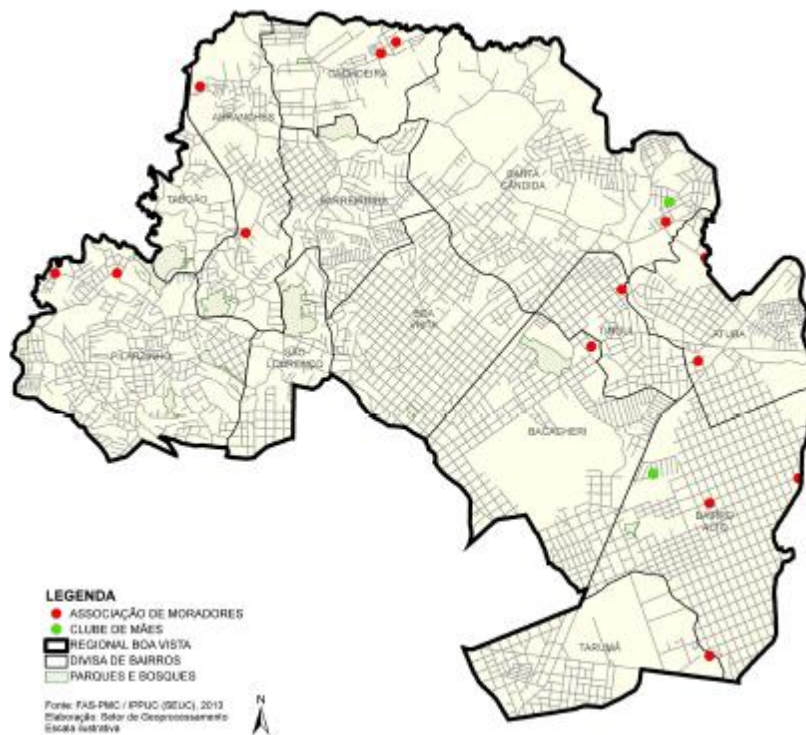 CACHOEIRA
ABRANCHES
SANTA
CÂNDIDA
TABOÃO
BARREIRINHA
BOA
VISTA
TINGUI
ATUBA
PILARZINHO
SÃO
LOURENÇO
BACACHERI
BAIRRO
ALTO
TARUMÃ
LEGENDA
ASSOCIAÇÃO DE MORADORES
CLUBE DE MÃES
REGIONAL BOA VISTA
DIVISA DE BAIRROS
PARQUES E BOSQUES
Fonte: FAS-PMC / IPPUC (SEUC), 2013
Elaboração: Setor de Geoprocessamento
Escala ilustrativa
N